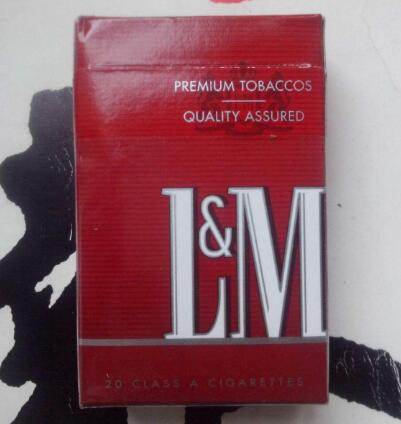 PREMIUM TOBACCOS
QUALITY ASSURED
L&M
20 CLASS A CIGARETTES